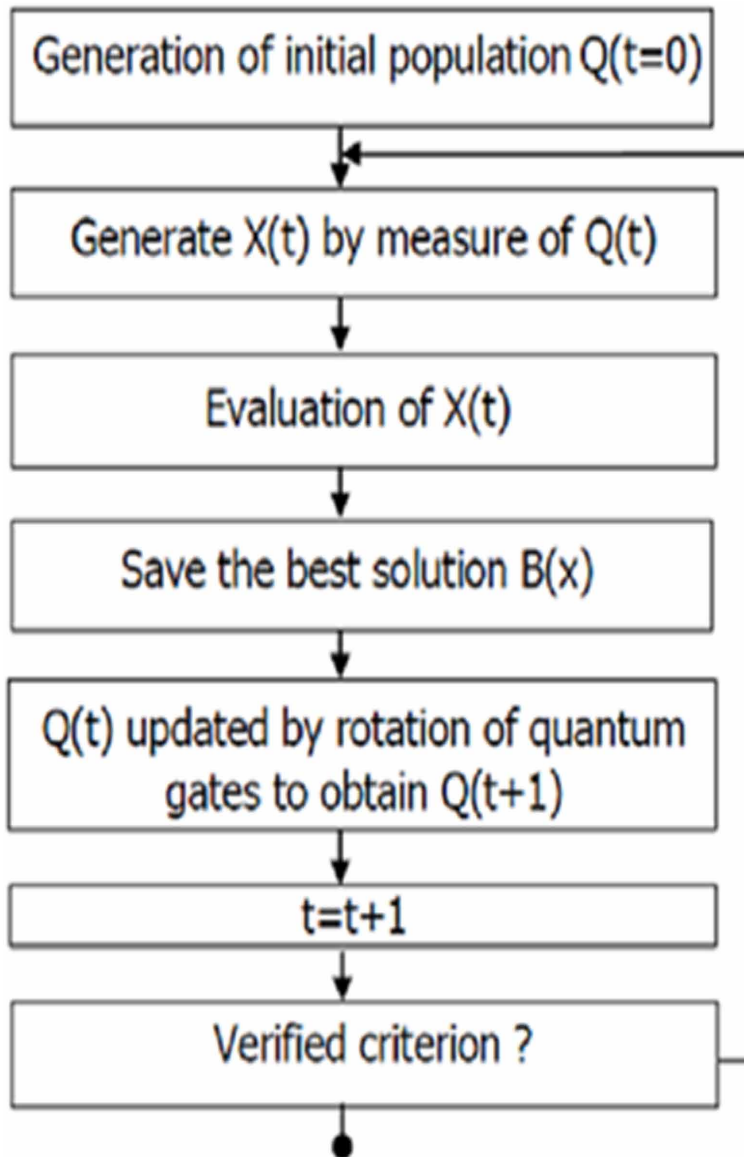 Generation of initial population Q(t=0)
Generate X(t) by measure of Q(t)
Evaluation of X(t)
Save the best solution B(x)
Q(t) updated by rotation of quantum
gates to obtain Q(t+1)
t=t+1
Verified criterion ?